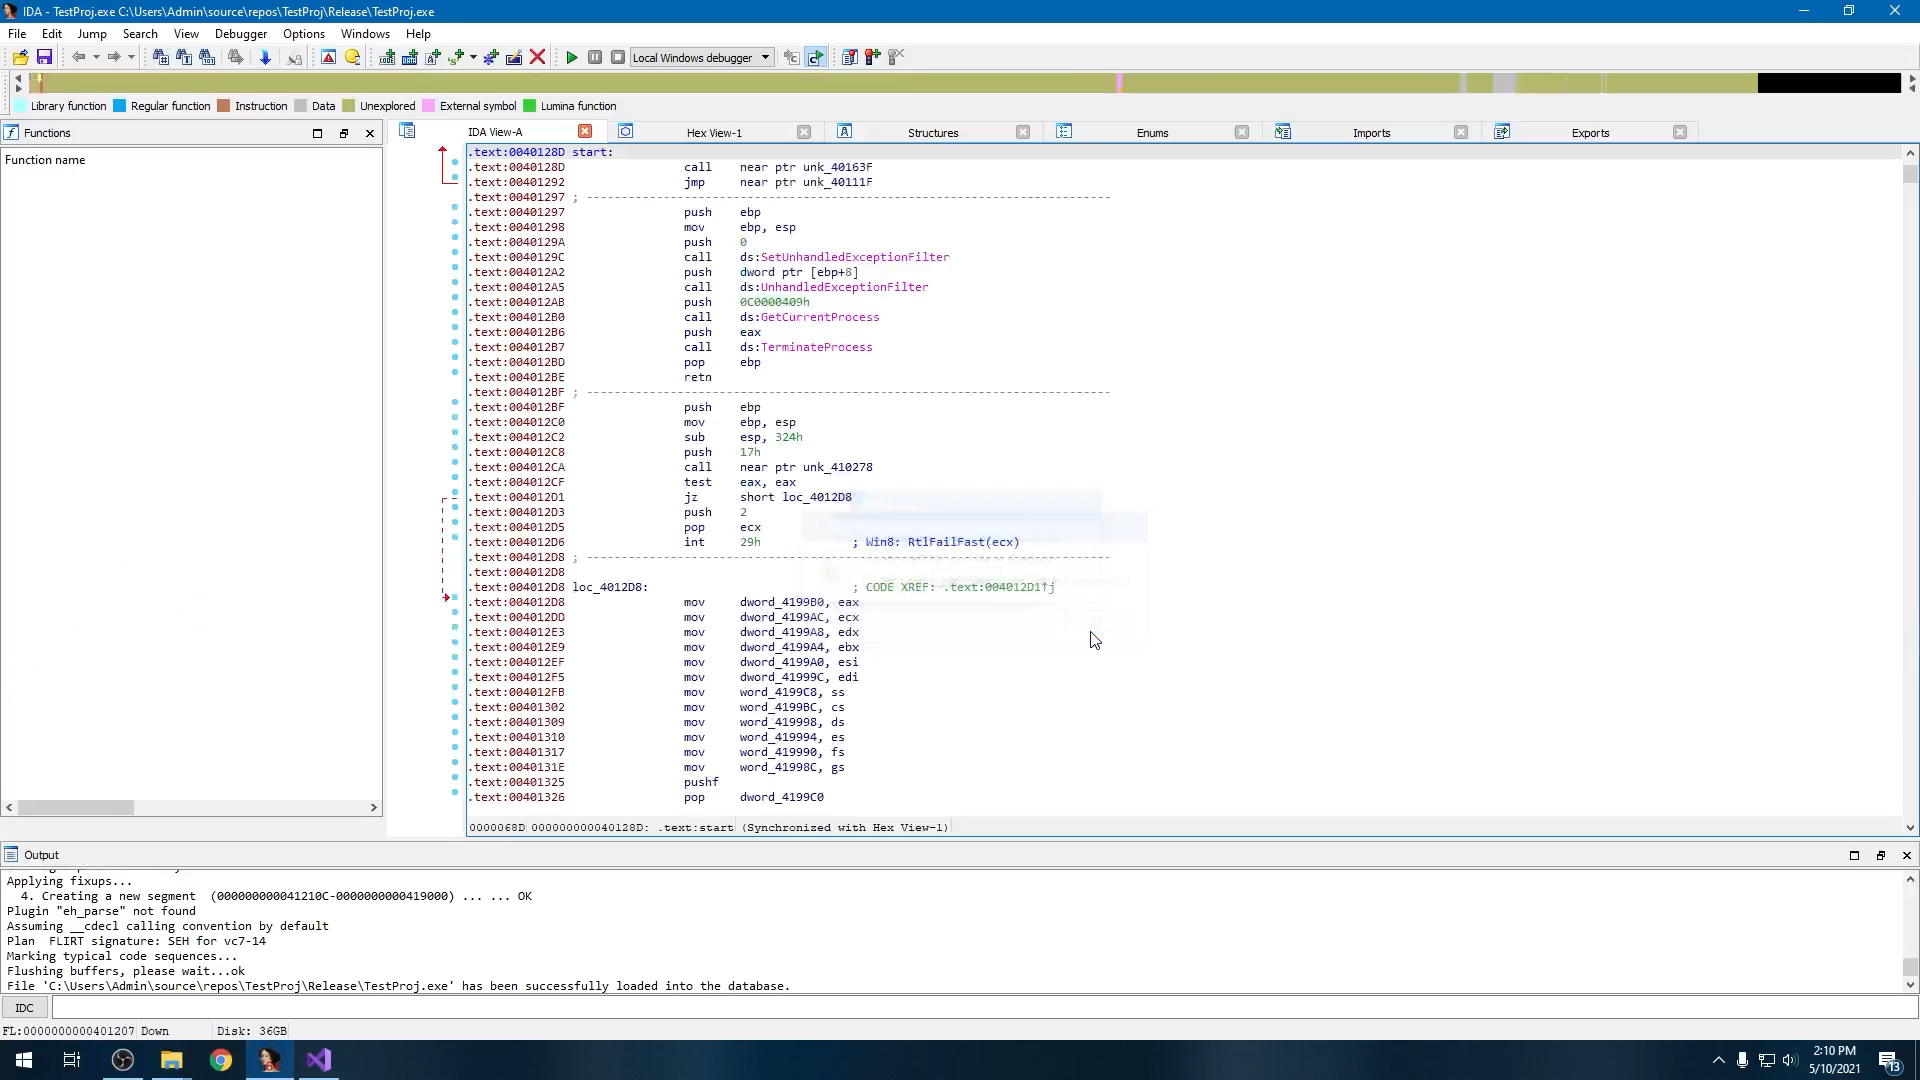 IDA - TestProj.exe C:\Users\Admin\source\repos\TestProj\Release\TestProj.exe
File Edit Jump Search View Debugger Options Windows Help
Local Windows debugger
Library function Regular function Instruction Data Unexplored External symbol Lumina function
Functions
IDA View-A Hex View-1 Structures Enums Imports Exports
Function name
.text:0040128D start:
.text:0040128D call near ptr unk_40163F
.text:00401292 jmp near ptr unk_40111F
.text:00401297 ; ---------------------------------------------------------------------------
.text:00401297 push ebp
.text:00401298 mov ebp, esp
.text:0040129A push 0
.text:0040129C call ds:SetUnhandledExceptionFilter
.text:004012A2 push dword ptr [ebp+8]
.text:004012A5 call ds:UnhandledExceptionFilter
.text:004012AB push 0C0000409h
.text:004012B0 call ds:GetCurrentProcess
.text:004012B6 push eax
.text:004012B7 call ds:TerminateProcess
.text:004012BD pop ebp
.text:004012BE retn
.text:004012BF ; ---------------------------------------------------------------------------
.text:004012BF push ebp
.text:004012C0 mov ebp, esp
.text:004012C2 sub esp, 324h
.text:004012C8 push 17h
.text:004012CA call near ptr unk_410278
.text:004012CF test eax, eax
.text:004012D1 jz short loc_4012D8
.text:004012D3 push 2
.text:004012D5 pop ecx
.text:004012D6 int 29h ; Win8: RtlFailFast(ecx)
.text:004012D8 ; ---------------------------------------------------------------------------
.text:004012D8
.text:004012D8 loc_4012D8: ; CODE XREF: .text:004012D1↑j
.text:004012D8 mov dword_4199B0, eax
.text:004012DD mov dword_4199AC, ecx
.text:004012E3 mov dword_4199A8, edx
.text:004012E9 mov dword_4199A4, ebx
.text:004012EF mov dword_4199A0, esi
.text:004012F5 mov dword_41999C, edi
.text:004012FB mov word_4199C8, ss
.text:00401302 mov word_4199BC, cs
.text:00401309 mov word_419998, ds
.text:00401310 mov word_419994, es
.text:00401317 mov word_419990, fs
.text:0040131E mov word_41998C, gs
.text:00401325 pushf
.text:00401326 pop dword_4199C0
0000068D 000000000040128D: .text:start (Synchronized with Hex View-1)
Output
Applying fixups...
4. Creating a new segment (000000000041210C-0000000000419000) ... ... OK
Plugin "eh_parse" not found
Assuming __cdecl calling convention by default
Plan FLIRT signature: SEH for vc7-14
Marking typical code sequences...
Flushing buffers, please wait...ok
File 'C:\Users\Admin\source\repos\TestProj\Release\TestProj.exe' has been successfully loaded into the database.
IDC
FL:0000000000401207 Down Disk: 36GB
2:10 PM
5/10/2021
13